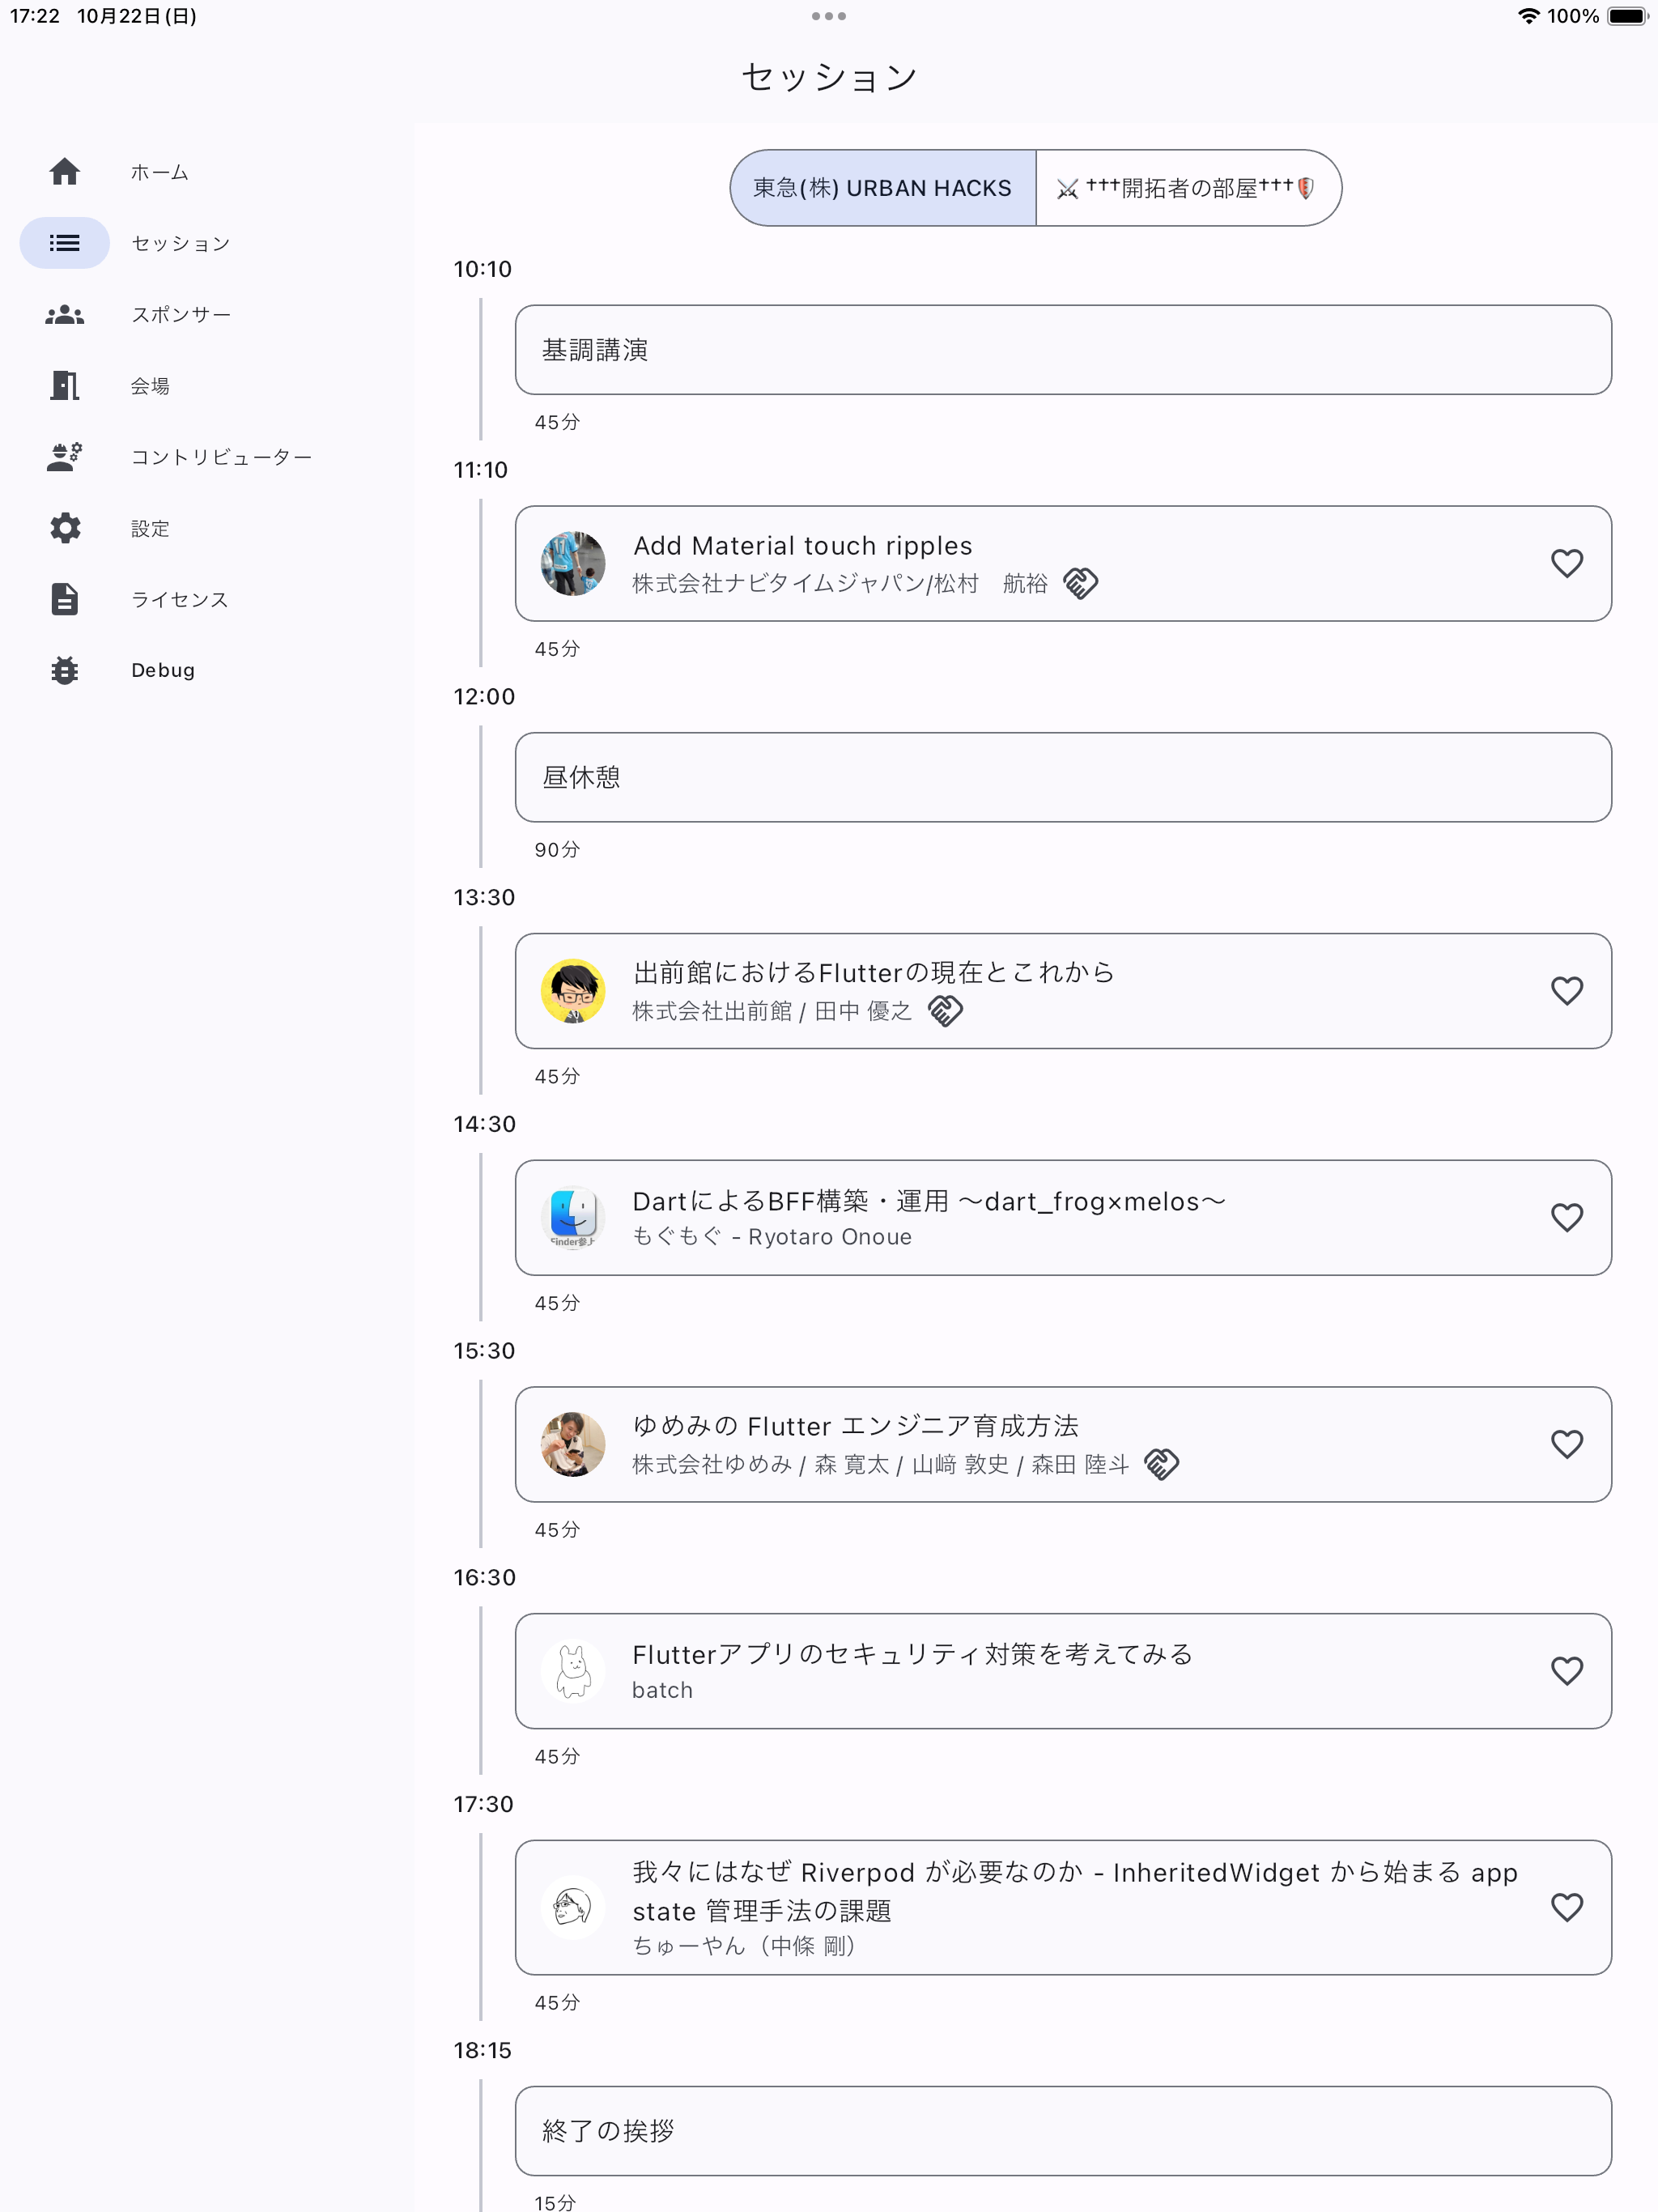 17:22 10月22日(日)
100%
セッション
ホーム
セッション
スポンサー
会場
コントリビューター
設定
ライセンス
Debug
東急(株) URBAN HACKS
⚔ †††開拓者の部屋†††🛡
10:10
基調講演
45分
11:10
Add Material touch ripples
株式会社ナビタイムジャパン/松村　航裕
45分
12:00
昼休憩
90分
13:30
出前館におけるFlutterの現在とこれから
株式会社出前館 / 田中 優之
45分
14:30
DartによるBFF構築・運用 〜dart_frog×melos〜
もぐもぐ - Ryotaro Onoue
Finder参上
45分
15:30
ゆめみの Flutter エンジニア育成方法
株式会社ゆめみ / 森 寛太 / 山﨑 敦史 / 森田 陸斗
45分
16:30
Flutterアプリのセキュリティ対策を考えてみる
batch
45分
17:30
我々にはなぜ Riverpod が必要なのか - InheritedWidget から始まる app
state 管理手法の課題
ちゅーやん（中條 剛）
45分
18:15
終了の挨拶
15分